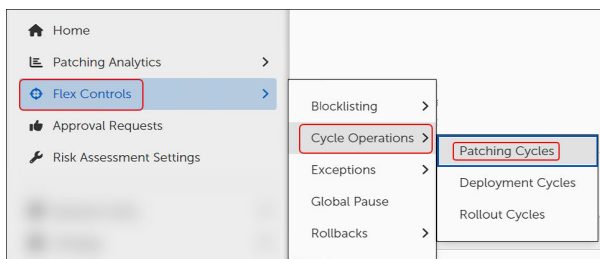 Home
Patching Analytics
Flex Controls
Approval Requests
Risk Assessment Settings
Blocklisting
Cycle Operations
Exceptions
Global Pause
Rollbacks
Patching Cycles
Deployment Cycles
Rollout Cycles